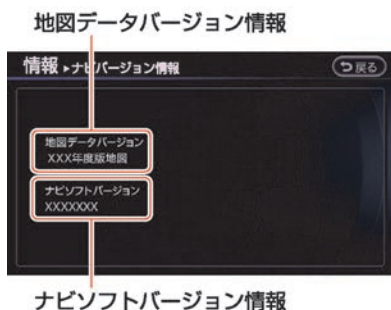 地図データバージョン情報
情報 ▸ナビバージョン情報
戻る
地図データバージョン
XXX年度版地図
ナビソフトバージョン
XXXXXXX
ナビソフトバージョン情報